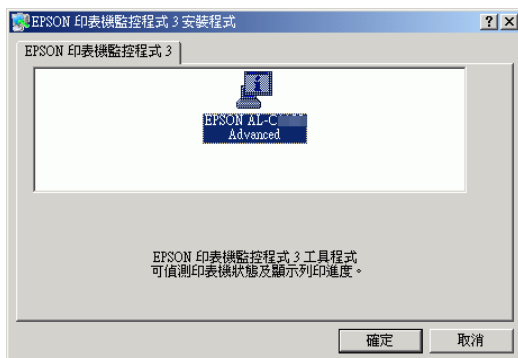 EPSON 印表機監控程式 3 安裝程式
EPSON 印表機監控程式 3
EPSON AL-C
Advanced
EPSON 印表機監控程式 3 工具程式
可偵測印表機狀態及顯示列印進度。
確定 取消